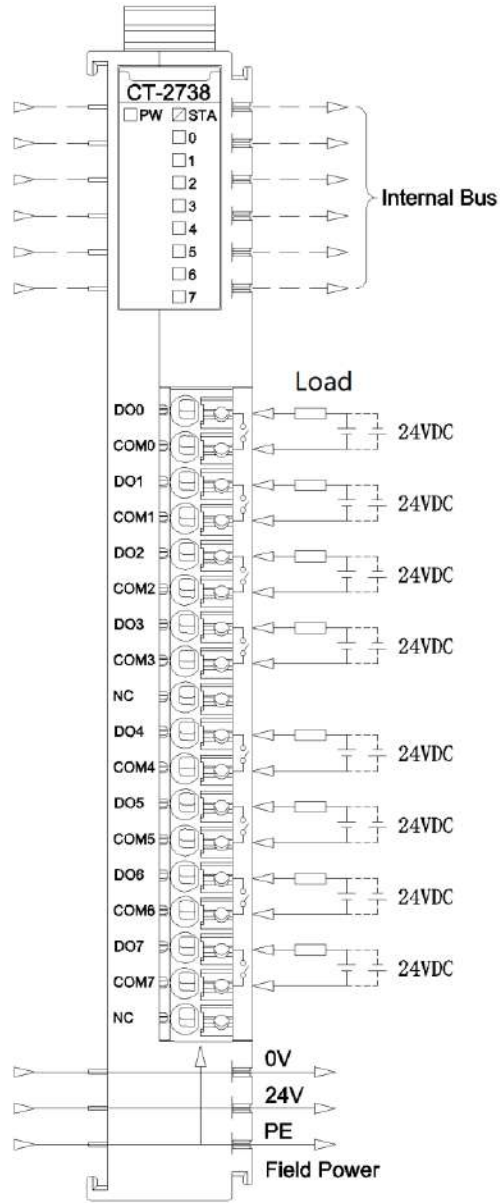 CT-2738
PW STA
0
1
2
3
4
5
6
7
Internal Bus
Load
DO0
24VDC
COM0
DO1
24VDC
COM1
DO2
24VDC
COM2
DO3
24VDC
COM3
NC
DO4
24VDC
COM4
DO5
24VDC
COM5
DO6
24VDC
COM6
DO7
24VDC
COM7
NC
0V
24V
PE
Field Power